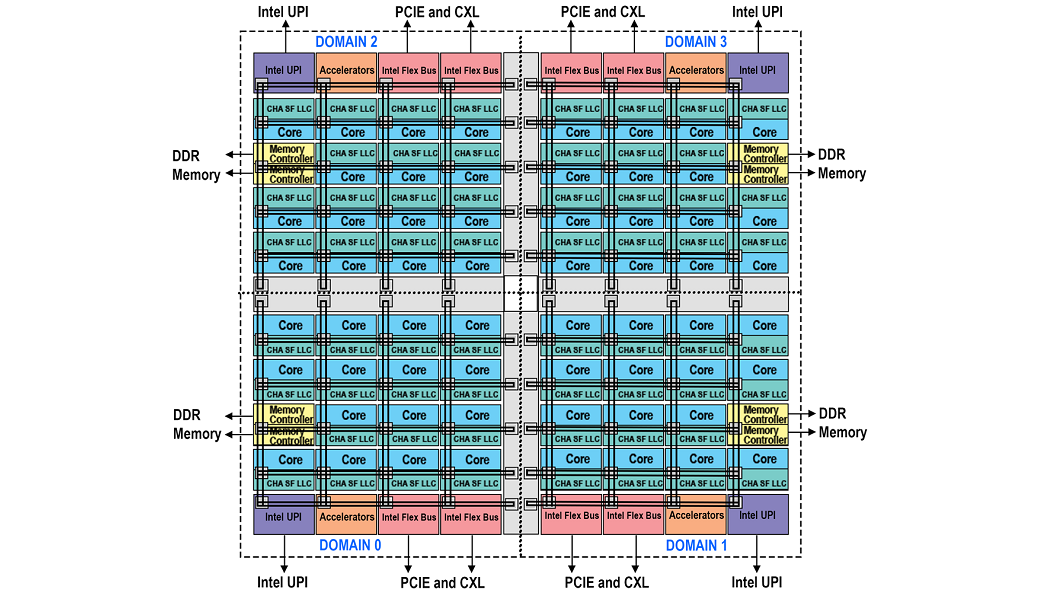 Intel UPI PCIE and CXL PCIE and CXL Intel UPI
DOMAIN 2 DOMAIN 3
Intel UPI Accelerators Intel Flex Bus Intel Flex Bus Intel Flex Bus Intel Flex Bus Accelerators Intel UPI
CHA SF LLC CHA SF LLC CHA SF LLC CHA SF LLC CHA SF LLC CHA SF LLC CHA SF LLC CHA SF LLC
Core Core Core Core Core Core Core Core
DDR Memory Controller CHA SF LLC CHA SF LLC CHA SF LLC CHA SF LLC CHA SF LLC CHA SF LLC Memory Controller DDR
Memory Memory Controller Core Core Core Core Core Core Memory Controller Memory
CHA SF LLC CHA SF LLC CHA SF LLC CHA SF LLC CHA SF LLC CHA SF LLC CHA SF LLC CHA SF LLC
Core Core Core Core Core Core Core Core
CHA SF LLC CHA SF LLC CHA SF LLC CHA SF LLC CHA SF LLC CHA SF LLC CHA SF LLC CHA SF LLC
Core Core Core Core Core Core Core Core
Core Core Core Core Core Core Core Core
CHA SF LLC CHA SF LLC CHA SF LLC CHA SF LLC CHA SF LLC CHA SF LLC CHA SF LLC CHA SF LLC
Core Core Core Core Core Core Core Core
CHA SF LLC CHA SF LLC CHA SF LLC CHA SF LLC CHA SF LLC CHA SF LLC CHA SF LLC CHA SF LLC
DDR Memory Controller Core Core Core Core Core Core Memory Controller DDR
Memory Memory Controller CHA SF LLC CHA SF LLC CHA SF LLC CHA SF LLC CHA SF LLC CHA SF LLC Memory Controller Memory
Core Core Core Core Core Core Core Core
CHA SF LLC CHA SF LLC CHA SF LLC CHA SF LLC CHA SF LLC CHA SF LLC CHA SF LLC CHA SF LLC
Intel UPI Accelerators Intel Flex Bus Intel Flex Bus Intel Flex Bus Intel Flex Bus Accelerators Intel UPI
DOMAIN 0 DOMAIN 1
Intel UPI PCIE and CXL PCIE and CXL Intel UPI